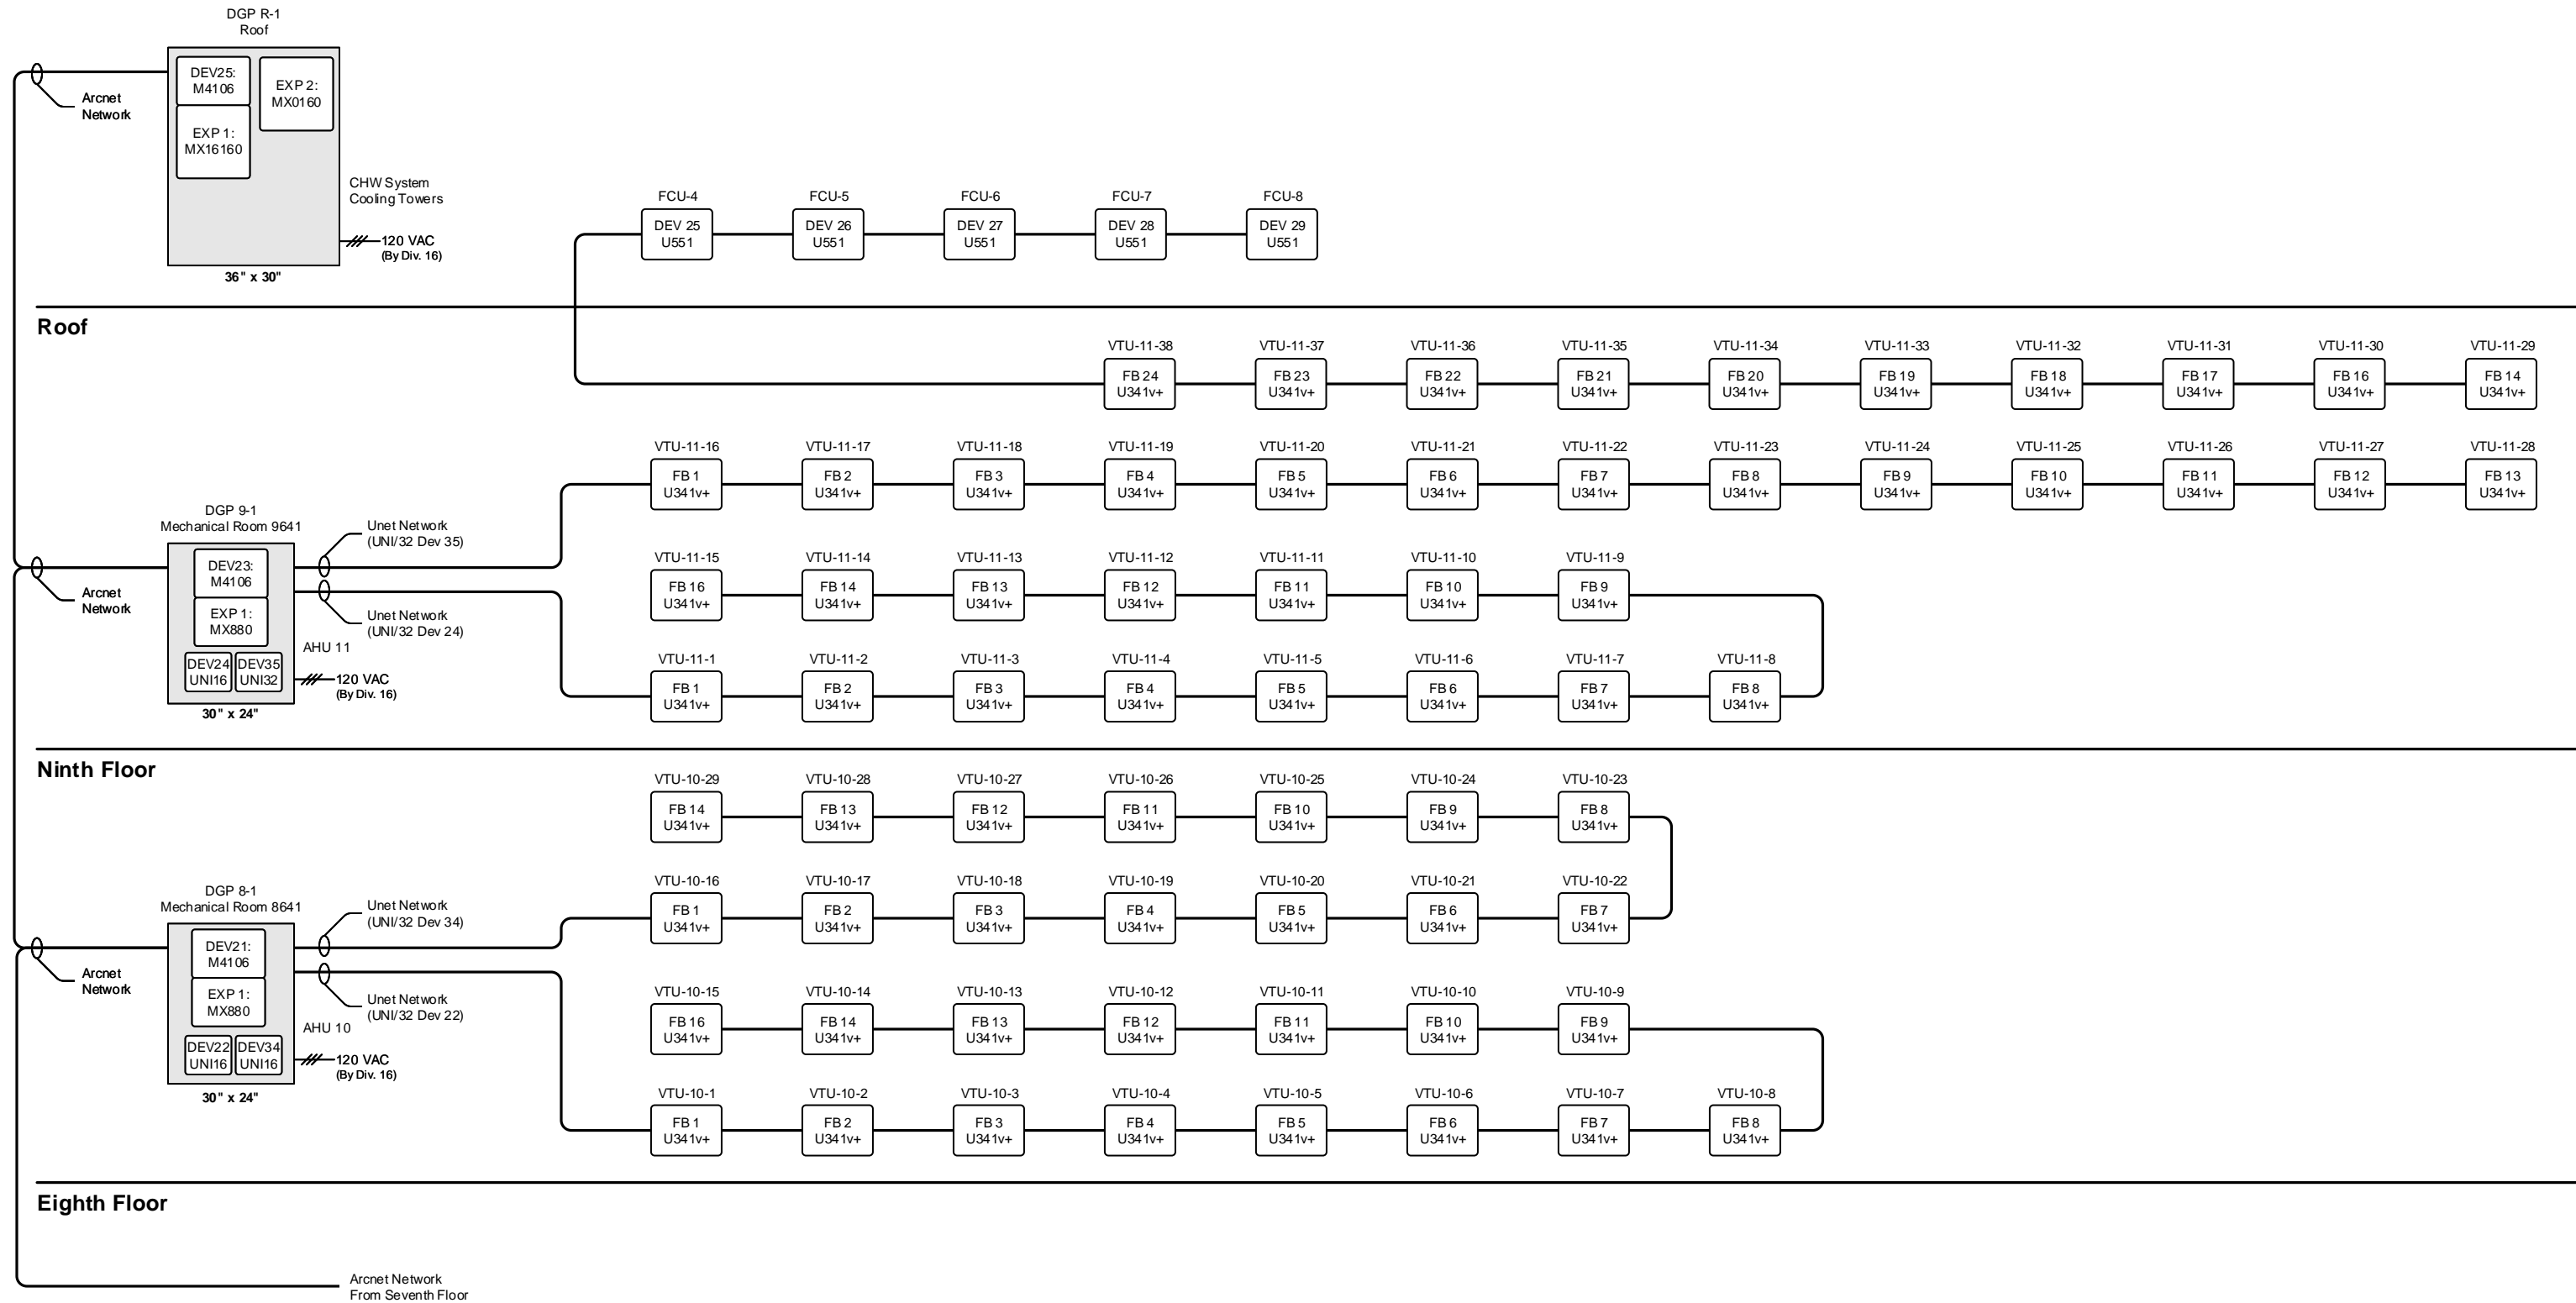 DGP R-1
Roof
DEV25:
M4106
EXP 1:
MX16160
EXP 2:
MX0160
Arcnet
Network
CHW System
Cooling Towers
120 VAC
(By Div. 16)
36" x 30"
FCU-4
DEV 25
U551
FCU-5
DEV 26
U551
FCU-6
DEV 27
U551
FCU-7
DEV 28
U551
FCU-8
DEV 29
U551
Roof
VTU-11-38
FB 24
U341v+
VTU-11-37
FB 23
U341v+
VTU-11-36
FB 22
U341v+
VTU-11-35
FB 21
U341v+
VTU-11-34
FB 20
U341v+
VTU-11-33
FB 19
U341v+
VTU-11-32
FB 18
U341v+
VTU-11-31
FB 17
U341v+
VTU-11-30
FB 16
U341v+
VTU-11-29
FB 14
U341v+
VTU-11-16
FB 1
U341v+
VTU-11-17
FB 2
U341v+
VTU-11-18
FB 3
U341v+
VTU-11-19
FB 4
U341v+
VTU-11-20
FB 5
U341v+
VTU-11-21
FB 6
U341v+
VTU-11-22
FB 7
U341v+
VTU-11-23
FB 8
U341v+
VTU-11-24
FB 9
U341v+
VTU-11-25
FB 10
U341v+
VTU-11-26
FB 11
U341v+
VTU-11-27
FB 12
U341v+
VTU-11-28
FB 13
U341v+
DGP 9-1
Mechanical Room 9641
DEV23:
M4106
EXP 1:
MX880
DEV24
UNI16
DEV35
UNI32
30" x 24"
Arcnet
Network
Unet Network
(UNI/32 Dev 35)
Unet Network
(UNI/32 Dev 24)
AHU 11
120 VAC
(By Div. 16)
VTU-11-15
FB 16
U341v+
VTU-11-14
FB 14
U341v+
VTU-11-13
FB 13
U341v+
VTU-11-12
FB 12
U341v+
VTU-11-11
FB 11
U341v+
VTU-11-10
FB 10
U341v+
VTU-11-9
FB 9
U341v+
VTU-11-1
FB 1
U341v+
VTU-11-2
FB 2
U341v+
VTU-11-3
FB 3
U341v+
VTU-11-4
FB 4
U341v+
VTU-11-5
FB 5
U341v+
VTU-11-6
FB 6
U341v+
VTU-11-7
FB 7
U341v+
VTU-11-8
FB 8
U341v+
Ninth Floor
VTU-10-29
FB 14
U341v+
VTU-10-28
FB 13
U341v+
VTU-10-27
FB 12
U341v+
VTU-10-26
FB 11
U341v+
VTU-10-25
FB 10
U341v+
VTU-10-24
FB 9
U341v+
VTU-10-23
FB 8
U341v+
VTU-10-16
FB 1
U341v+
VTU-10-17
FB 2
U341v+
VTU-10-18
FB 3
U341v+
VTU-10-19
FB 4
U341v+
VTU-10-20
FB 5
U341v+
VTU-10-21
FB 6
U341v+
VTU-10-22
FB 7
U341v+
DGP 8-1
Mechanical Room 8641
DEV21:
M4106
EXP 1:
MX880
DEV22
UNI16
DEV34
UNI16
30" x 24"
Arcnet
Network
Unet Network
(UNI/32 Dev 34)
Unet Network
(UNI/32 Dev 22)
AHU 10
120 VAC
(By Div. 16)
VTU-10-15
FB 16
U341v+
VTU-10-14
FB 14
U341v+
VTU-10-13
FB 13
U341v+
VTU-10-12
FB 12
U341v+
VTU-10-11
FB 11
U341v+
VTU-10-10
FB 10
U341v+
VTU-10-9
FB 9
U341v+
VTU-10-1
FB 1
U341v+
VTU-10-2
FB 2
U341v+
VTU-10-3
FB 3
U341v+
VTU-10-4
FB 4
U341v+
VTU-10-5
FB 5
U341v+
VTU-10-6
FB 6
U341v+
VTU-10-7
FB 7
U341v+
VTU-10-8
FB 8
U341v+
Eighth Floor
Arcnet Network
From Seventh Floor